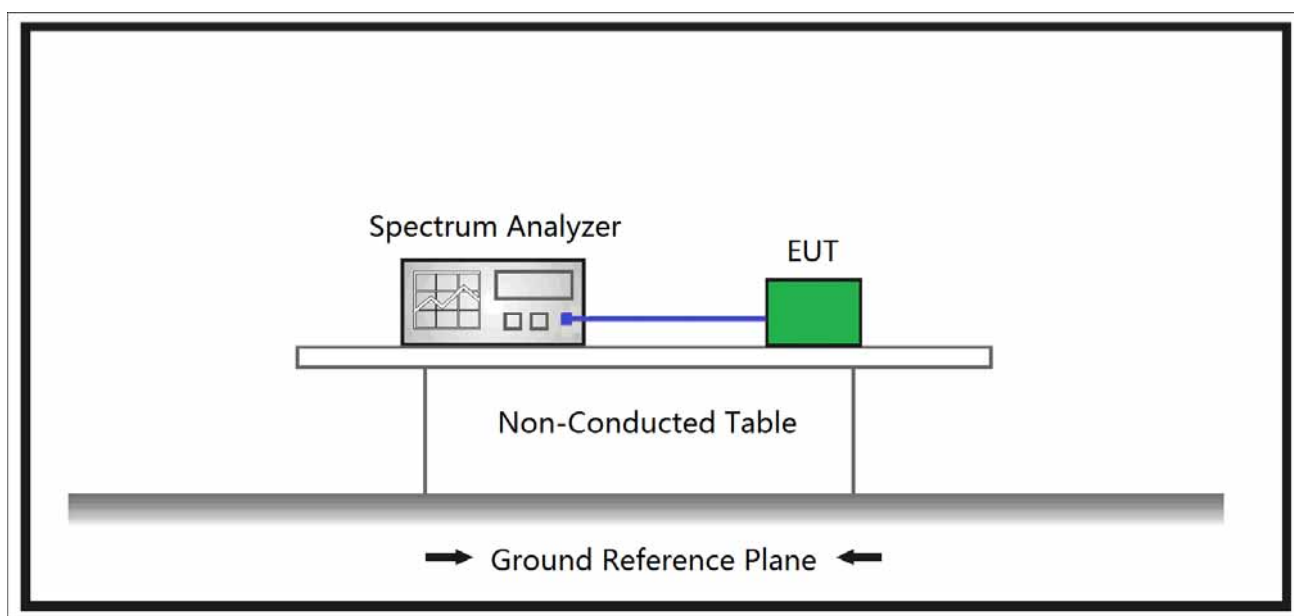 Spectrum Analyzer
EUT
Non-Conducted Table
Ground Reference Plane